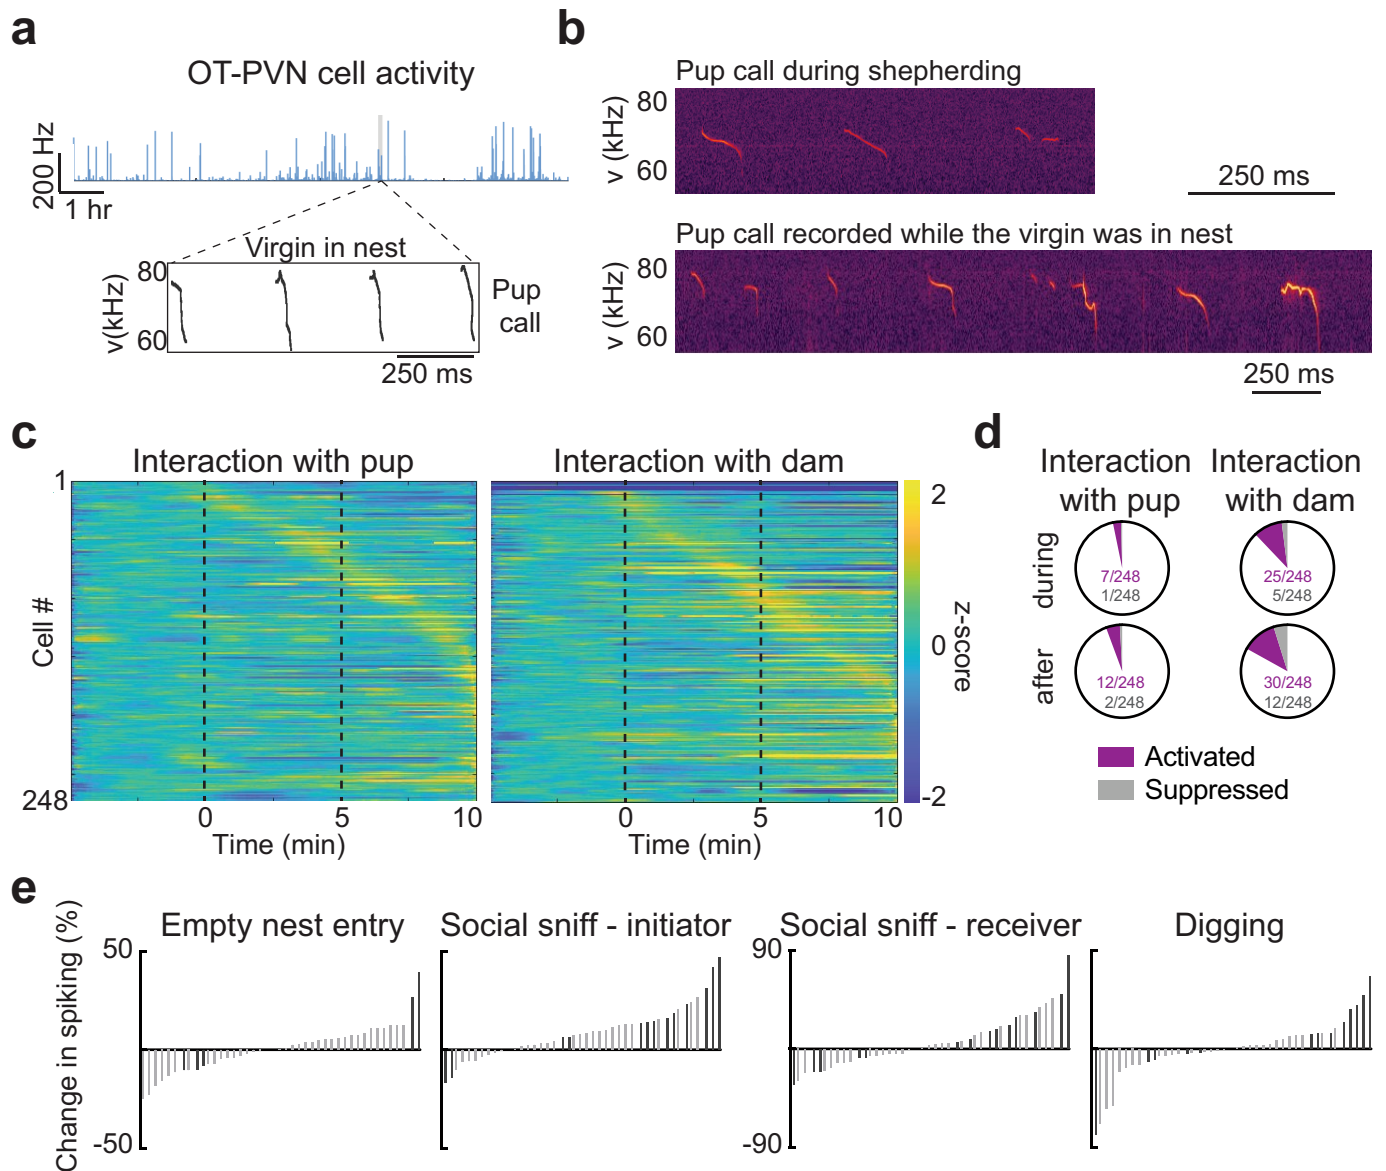 a
OT-PVN cell activity
200 Hz
1 hr
Virgin in nest
v(kHz)
80
60
Pup
call
250 ms
b
Pup call during shepherding
v (kHz)
80
60
250 ms
Pup call recorded while the virgin was in nest
v (kHz)
80
60
250 ms
c
Interaction with pup
Interaction with dam
Cell #
1
248
0 5 10
Time (min)
0 5 10
Time (min)
2
0
-2
z-score
d
Interaction
with pup
Interaction
with dam
during
7/248
1/248
25/248
5/248
after
12/248
2/248
30/248
12/248
Activated
Suppressed
e
Change in spiking (%)
50
-50
Empty nest entry
Social sniff - initiator
90
-90
Social sniff - receiver
Digging